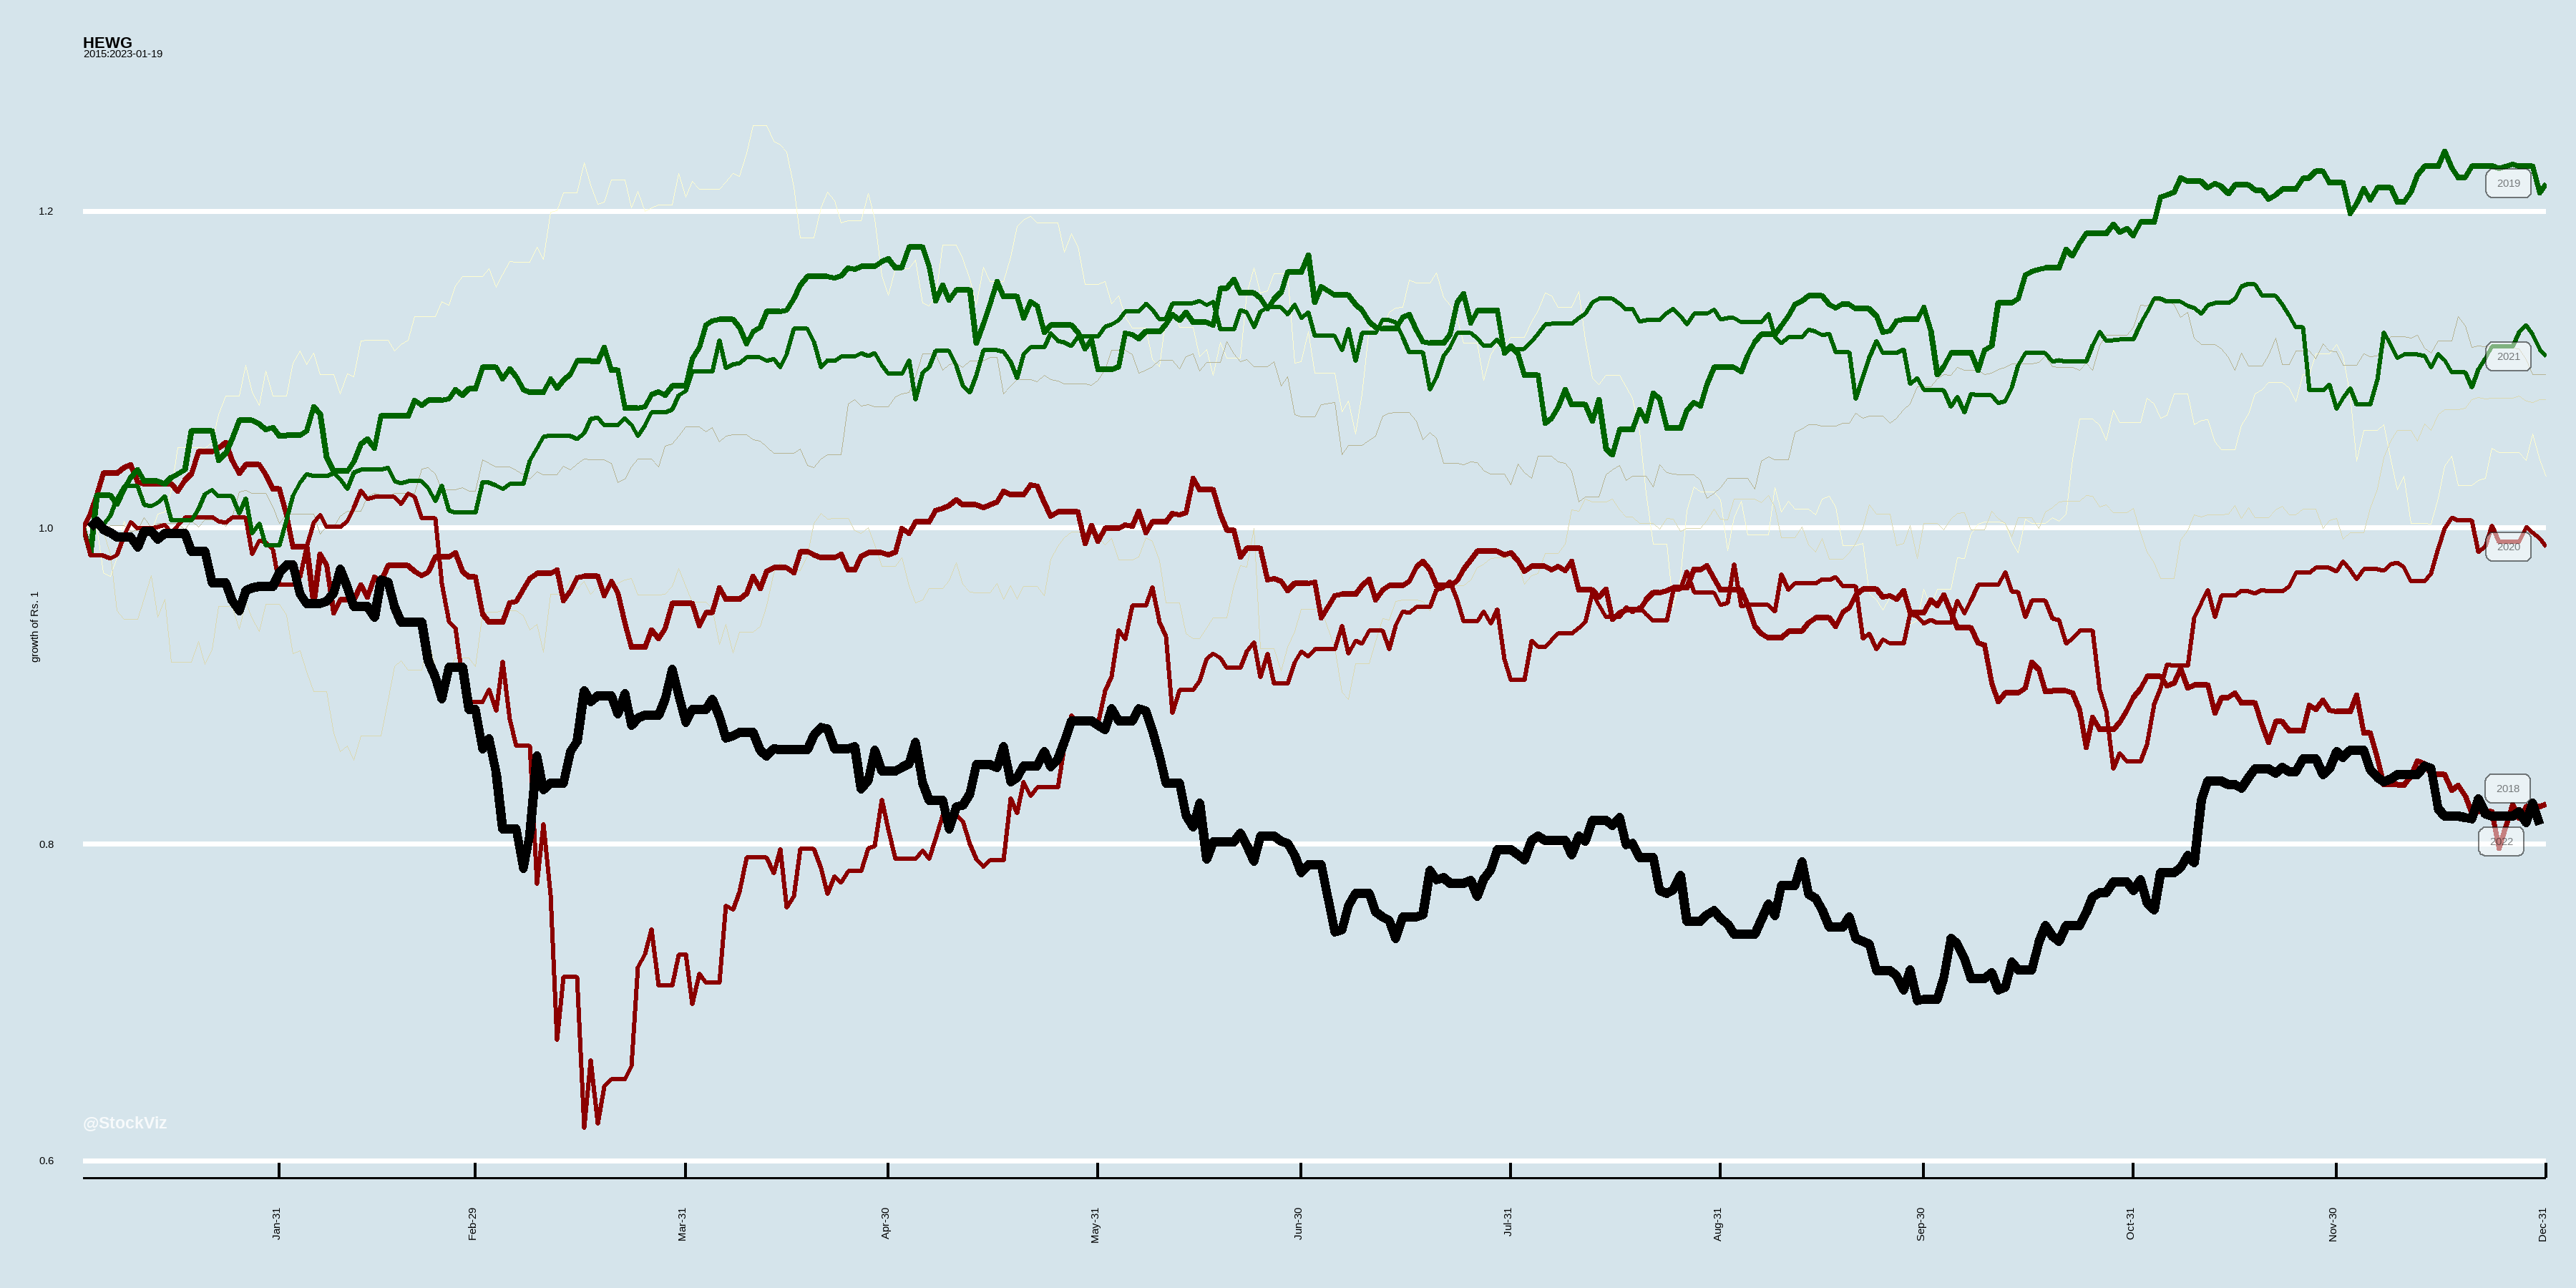 HEWG
2015:2023-01-19
1.2
1.0
0.8
0.6
growth of Rs. 1
2019
2021
2020
2018
2022
@StockViz
Jan-31
Feb-29
Mar-31
Apr-30
May-31
Jun-30
Jul-31
Aug-31
Sep-30
Oct-31
Nov-30
Dec-31